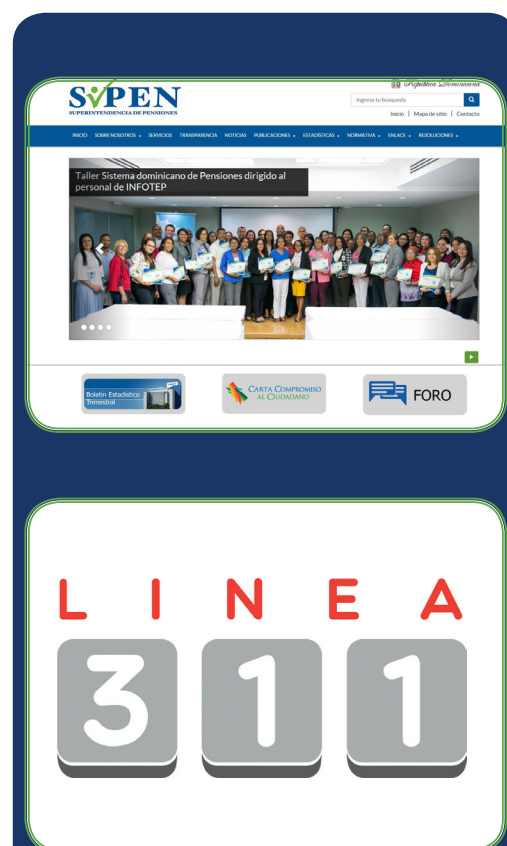 República Dominicana
SIPEN
SUPERINTENDENCIA DE PENSIONES
Ingresa tu búsqueda
Inicio | Mapa de sitio | Contacto
INICIO SOBRE NOSOTROS SERVICIOS TRANSPARENCIA NOTICIAS PUBLICACIONES ESTADÍSTICAS NORMATIVA ENLACE RESOLUCIONES
Taller Sistema dominicano de Pensiones dirigido al
personal de INFOTEP
Boletín Estadístico
Trimestral
CARTA COMPROMISO
AL CIUDADANO
FORO
LINEA
311